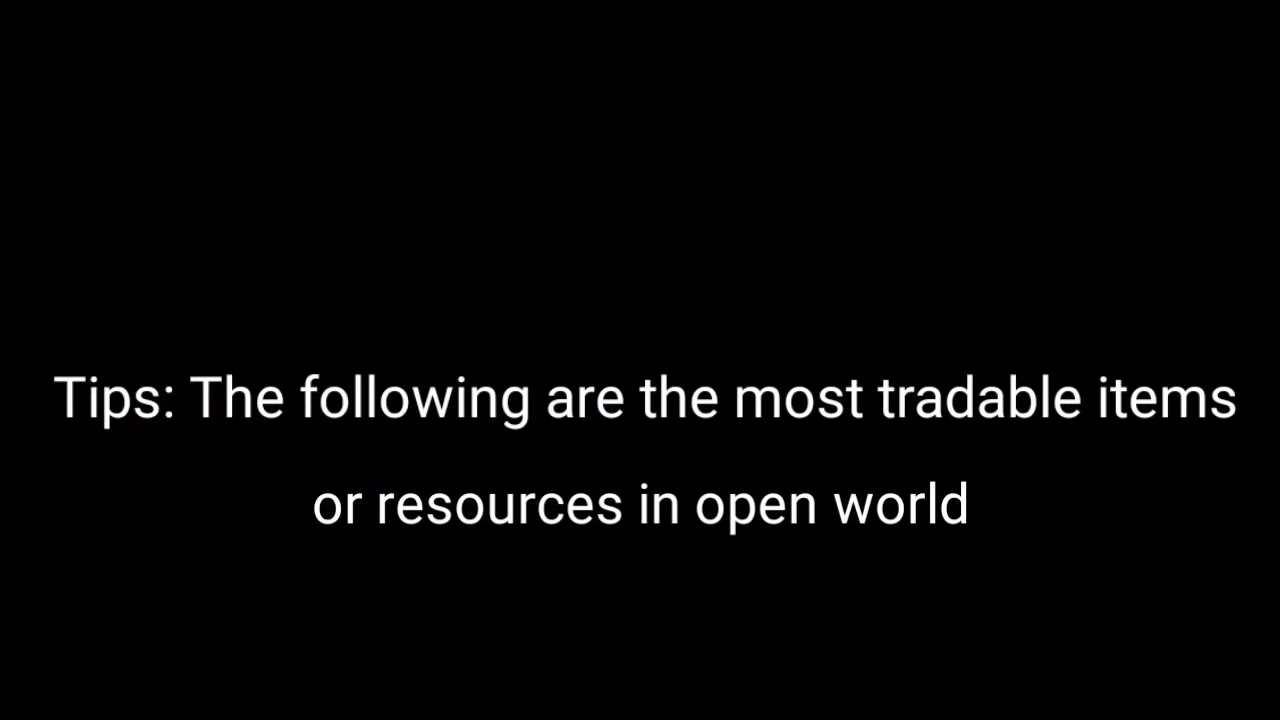 Tips: The following are the most tradable items
or resources in open world